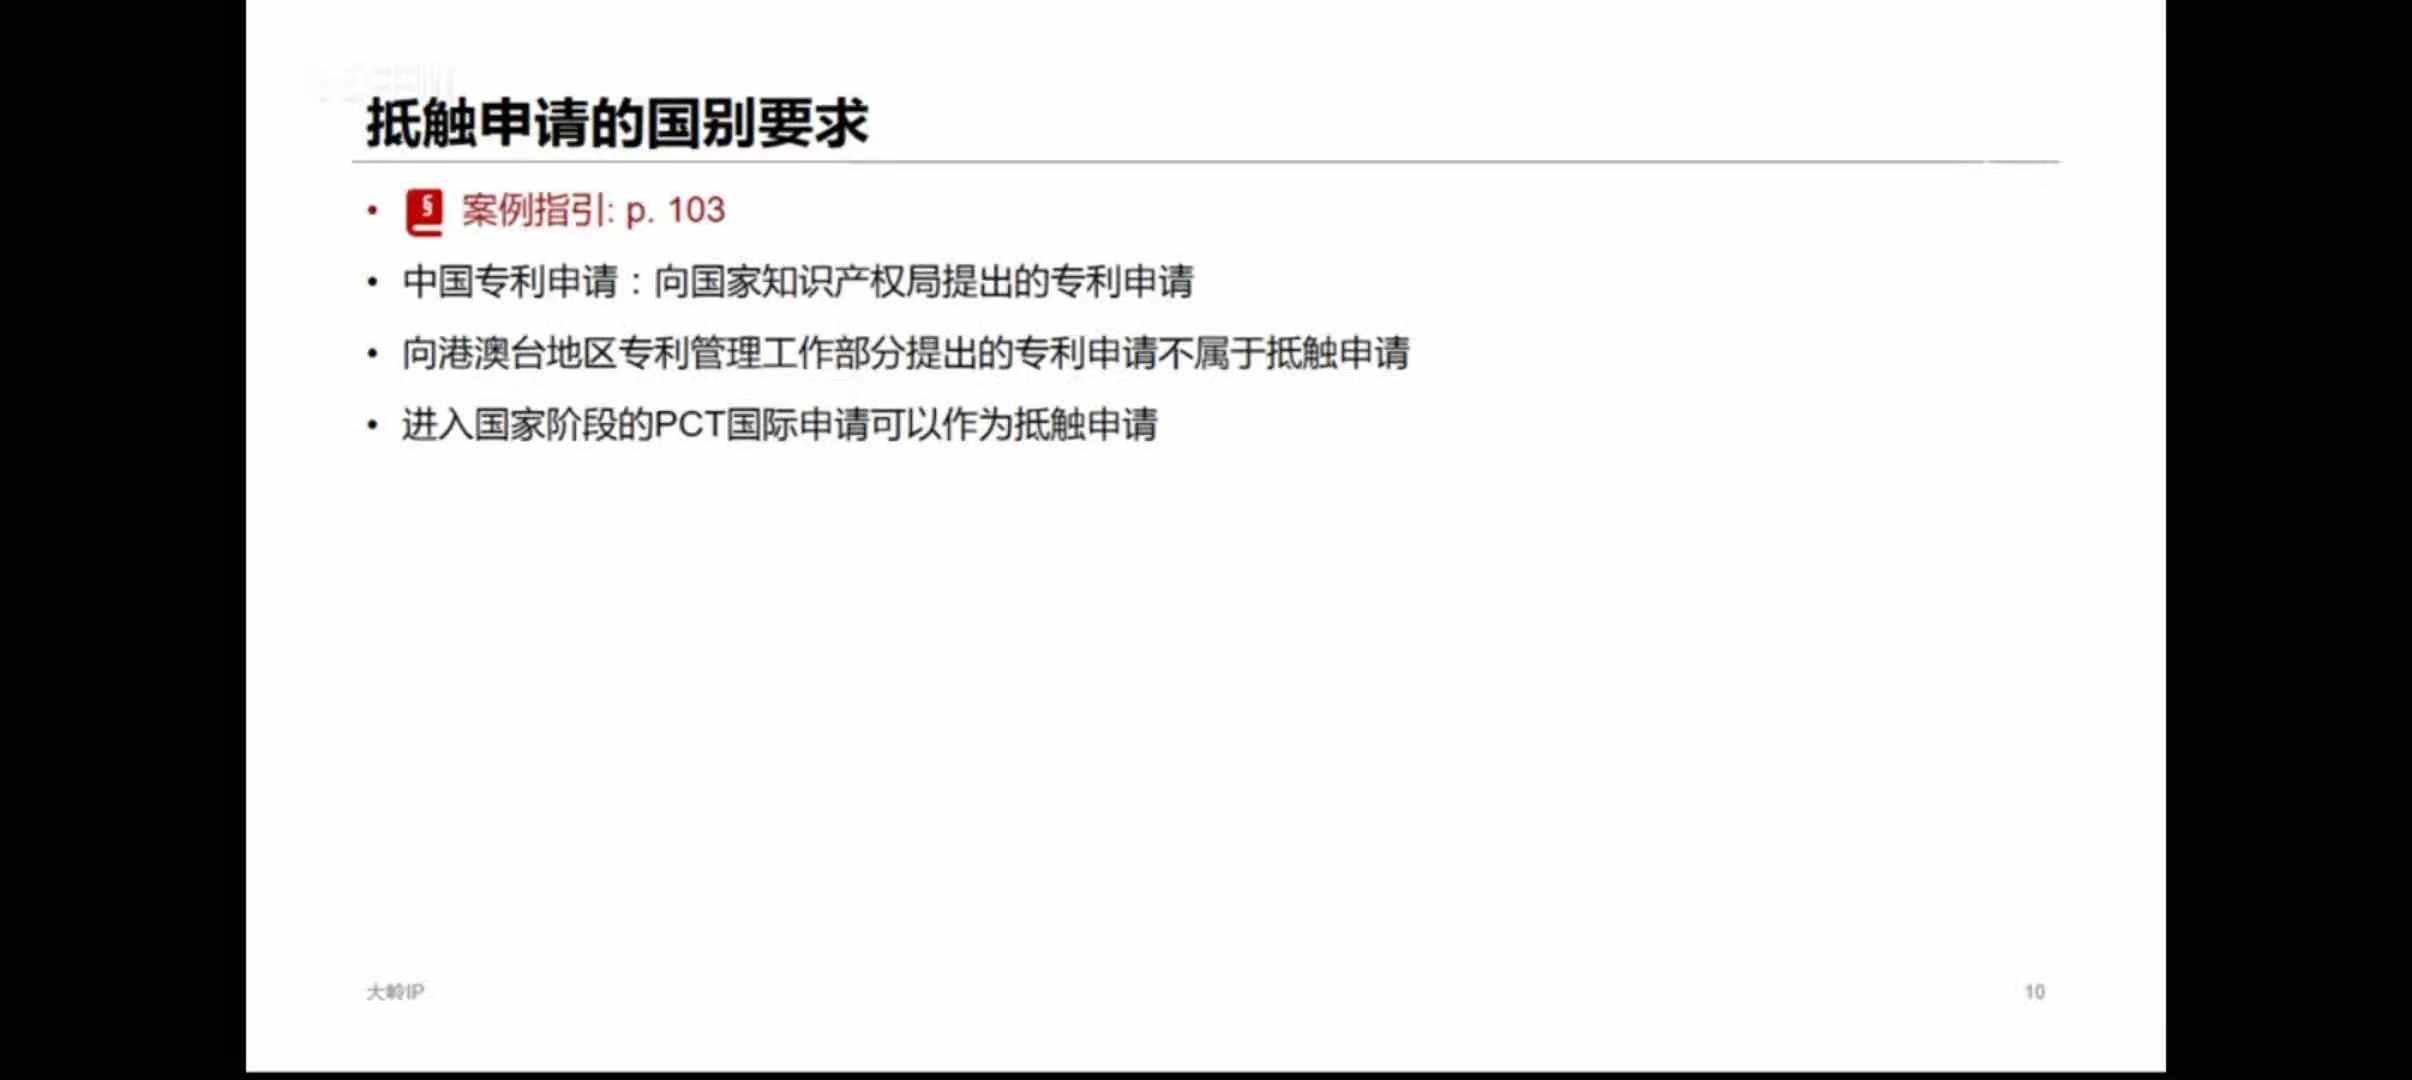 抵触申请的国别要求
• § 案例指引: p. 103
• 中国专利申请：向国家知识产权局提出的专利申请
• 向港澳台地区专利管理工作部分提出的专利申请不属于抵触申请
• 进入国家阶段的PCT国际申请可以作为抵触申请
大岭IP
10